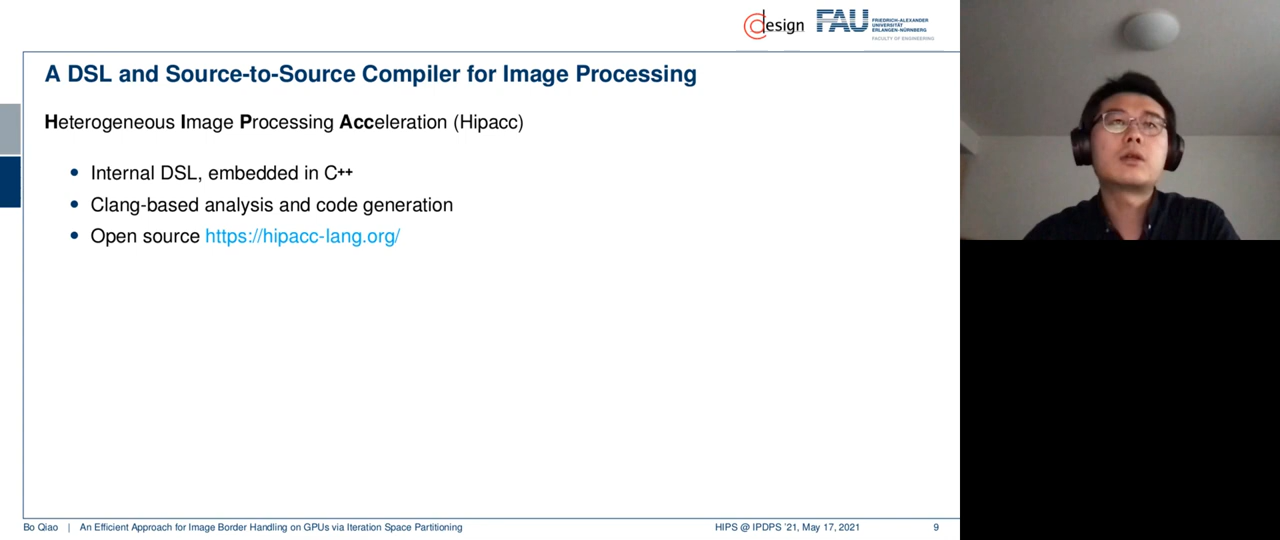 design
FAU
FRIEDRICH-ALEXANDER
UNIVERSITÄT
ERLANGEN-NÜRNBERG
FACULTY OF ENGINEERING
A DSL and Source-to-Source Compiler for Image Processing
Heterogeneous Image Processing Acceleration (Hipacc)
• Internal DSL, embedded in C++
• Clang-based analysis and code generation
• Open source https://hipacc-lang.org/
Bo Qiao | An Efficient Approach for Image Border Handling on GPUs via Iteration Space Partitioning HIPS @ IPDPS '21, May 17, 2021 9